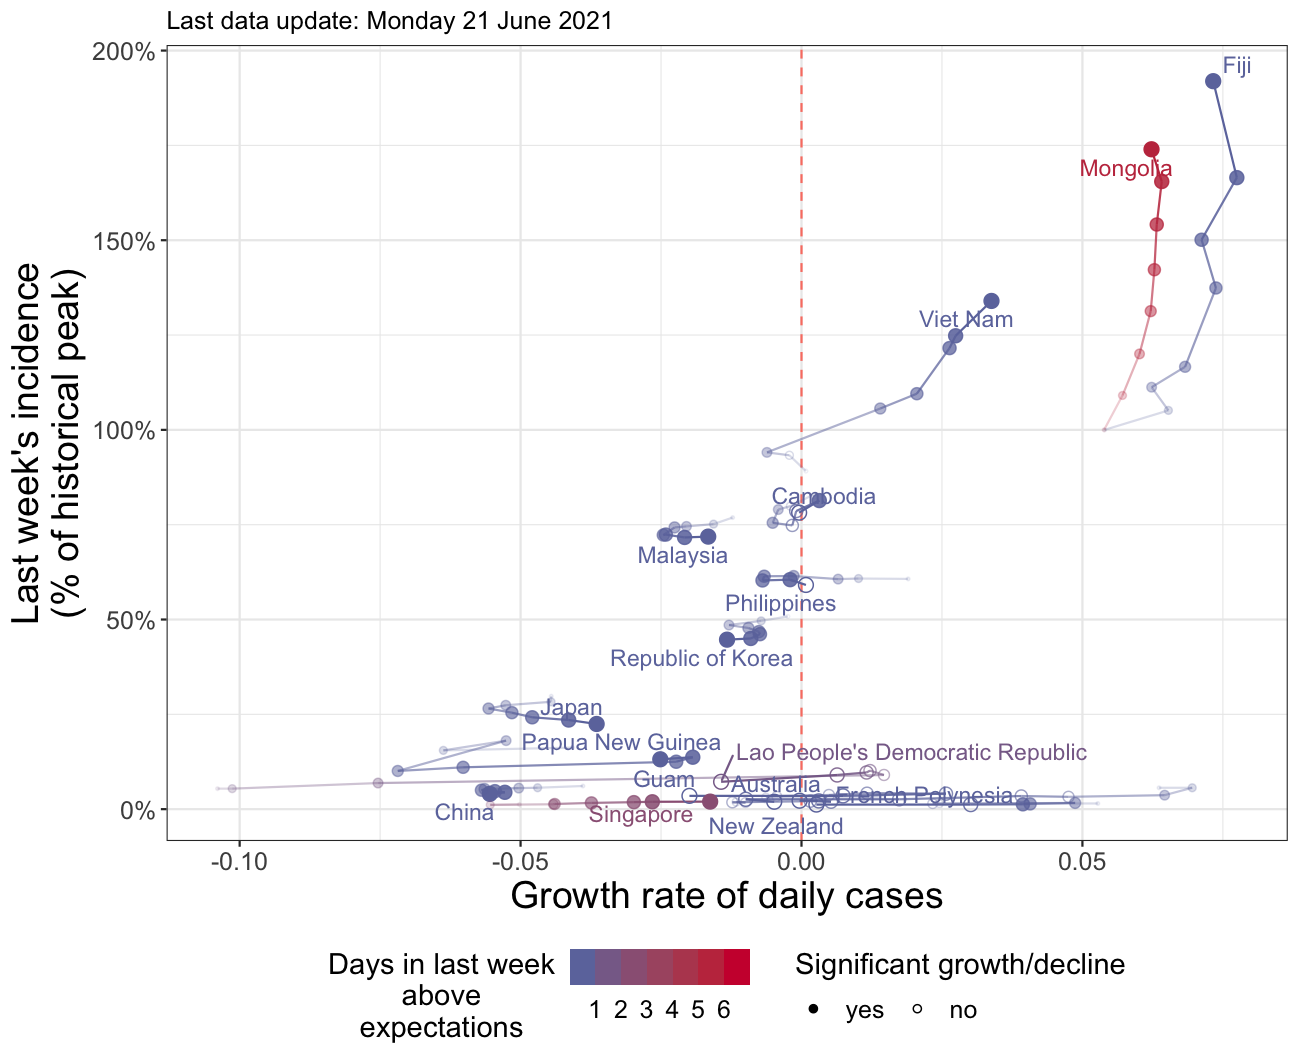 Last data update: Monday 21 June 2021
200%
150%
100%
50%
0%
Last week's incidence
(% of historical peak)
Fiji
Mongolia
Viet Nam
Cambodia
Malaysia
Philippines
Republic of Korea
Japan
Papua New Guinea
Lao People's Democratic Republic
Guam
Australia
French Polynesia
China
Singapore
New Zealand
-0.10
-0.05
0.00
0.05
Growth rate of daily cases
Days in last week
above
expectations
1 2 3 4 5 6
Significant growth/decline
yes
no